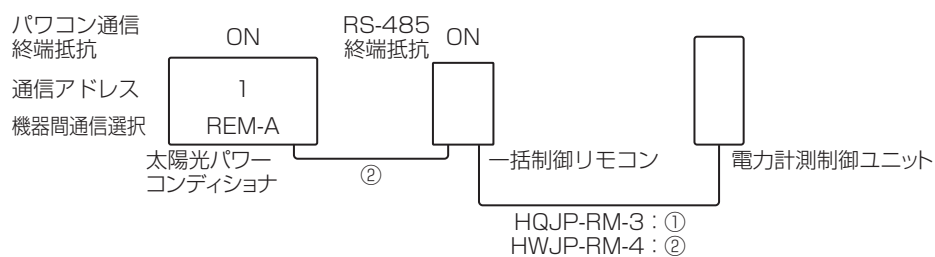 パワコン通信
終端抵抗
ON
RS-485
終端抵抗
ON
通信アドレス
1
機器間通信選択
REM-A
太陽光パワー
コンディショナ
②
一括制御リモコン
電力計測制御ユニット
HQJP-RM-3：①
HWJP-RM-4：②